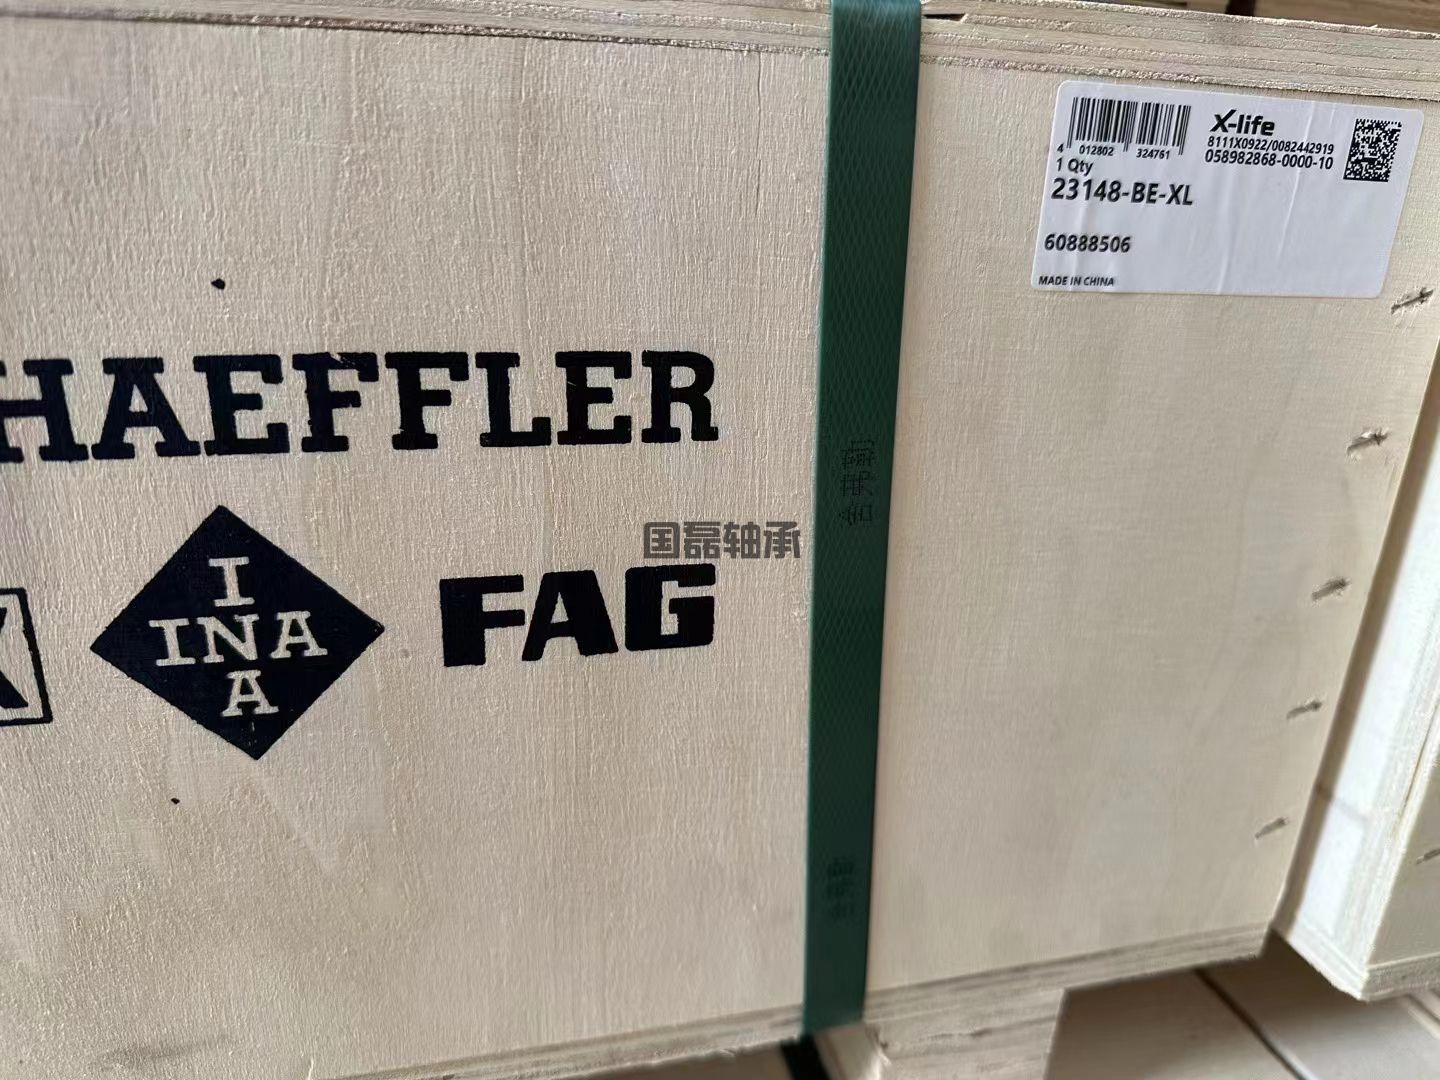 X-life
8111X0922/0082442919
058982868-0000-10
4 012802 324761
1 Qty
23148-BE-XL
60888506
MADE IN CHINA
HAEFFLER
国磊轴承
I
INA
A
FAG